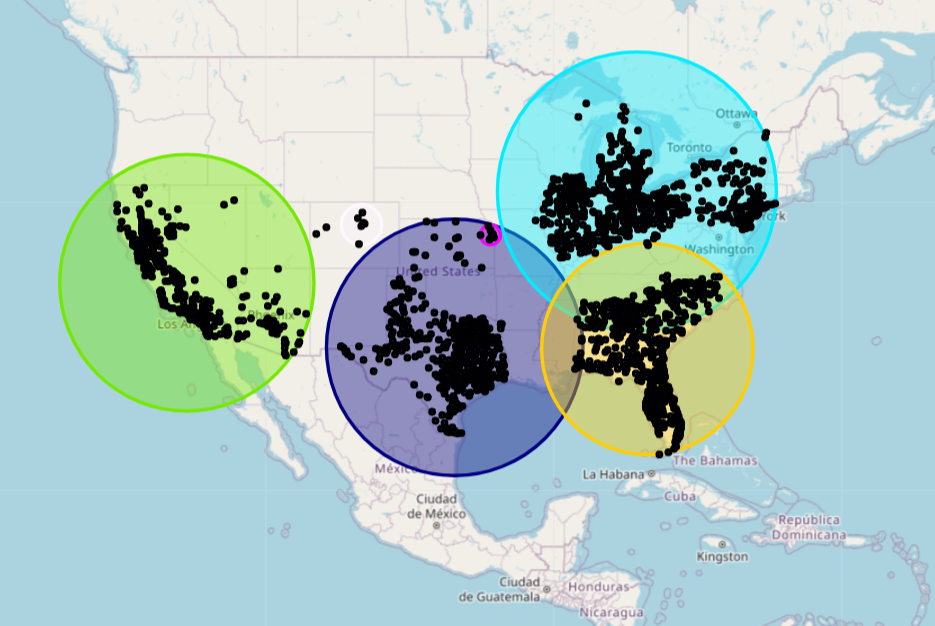 Ottawa
Toronto
York
Washington
United States
Phoenix
Los An
La Habana
The Bahamas
México
Cuba
Ciudad
de México
República
Dominicana
Kingston
Ciudad
de Guatemala
Honduras
Nicaragua